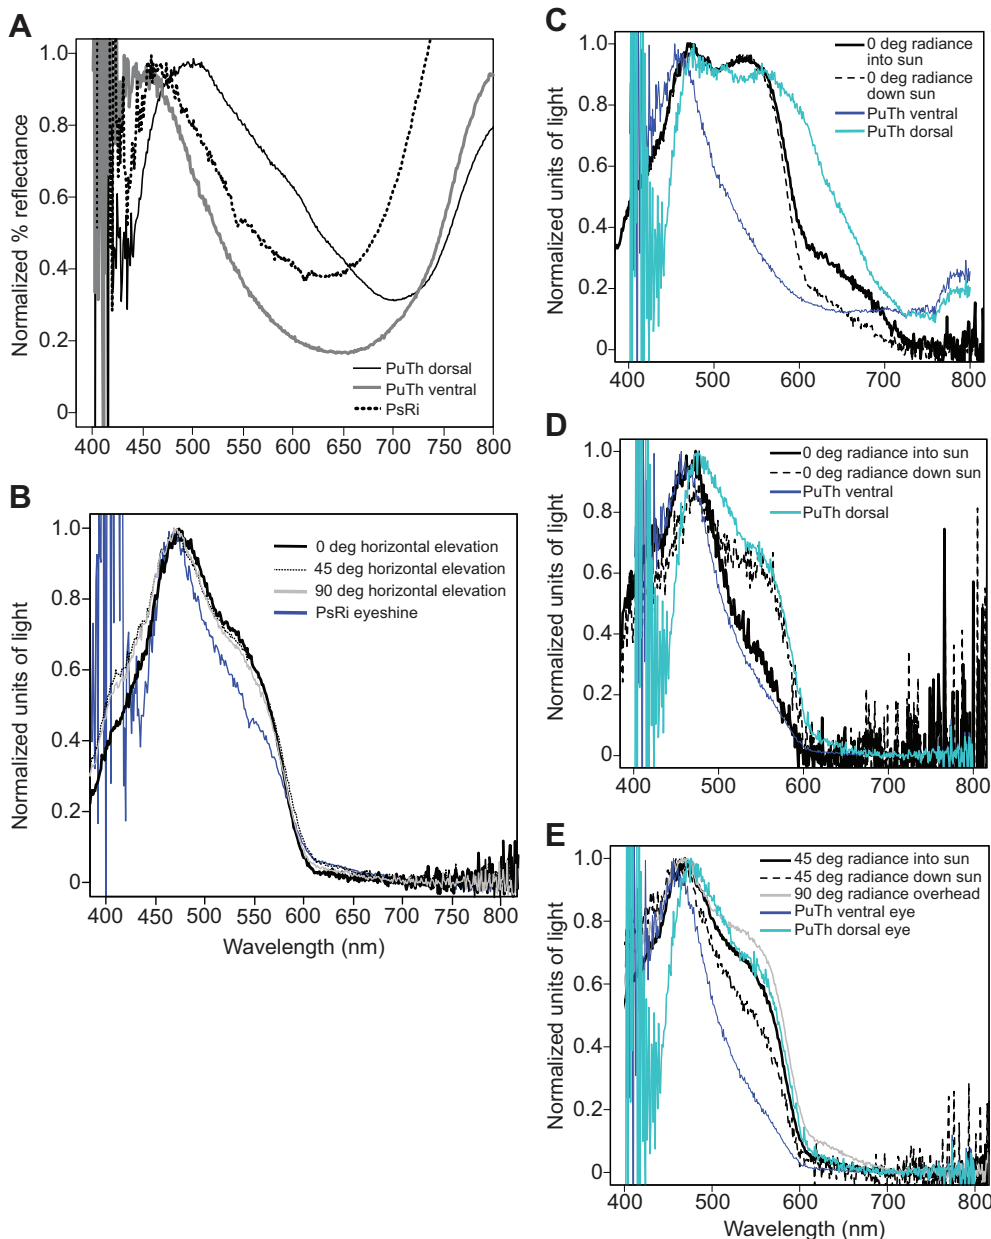 A
Normalized % reflectance
1.0
0.8
0.6
0.4
0.2
0
400 450 500 550 600 650 700 750 800
PuTh dorsal
PuTh ventral
PsRi
B
Normalized units of light
1.0
0.8
0.6
0.4
0.2
0
0 deg horizontal elevation
45 deg horizontal elevation
90 deg horizontal elevation
PsRi eyeshine
400 450 500 550 600 650 700 750 800
Wavelength (nm)
C
Normalized units of light
1.0
0.8
0.6
0.4
0.2
0
0 deg radiance
into sun
0 deg radiance
down sun
PuTh ventral
PuTh dorsal
400 500 600 700 800
D
Normalized units of light
1.0
0.8
0.6
0.4
0.2
0
0 deg radiance into sun
0 deg radiance down sun
PuTh ventral
PuTh dorsal
400 500 600 700 800
E
Normalized units of light
1.0
0.8
0.6
0.4
0.2
0
45 deg radiance into sun
45 deg radiance down sun
90 deg radiance overhead
PuTh ventral eye
PuTh dorsal eye
400 500 600 700 800
Wavelength (nm)